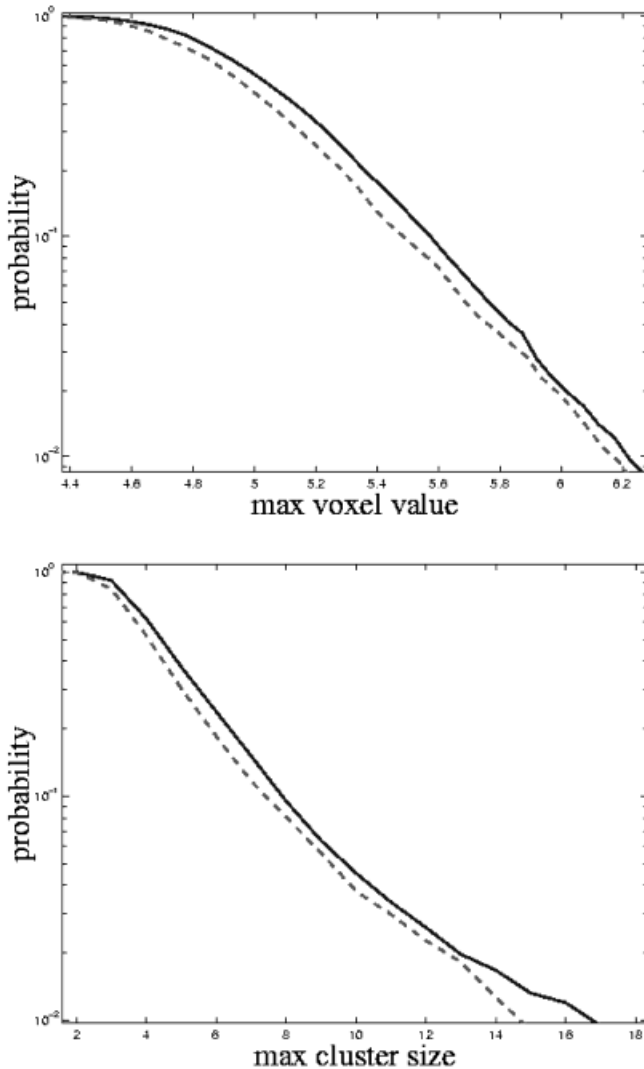 10⁰
10⁻¹
10⁻²
probability
4.4 4.6 4.8 5 5.2 5.4 5.6 5.8 6 6.2
max voxel value
10⁰
10⁻¹
10⁻²
probability
2 4 6 8 10 12 14 16 18
max cluster size